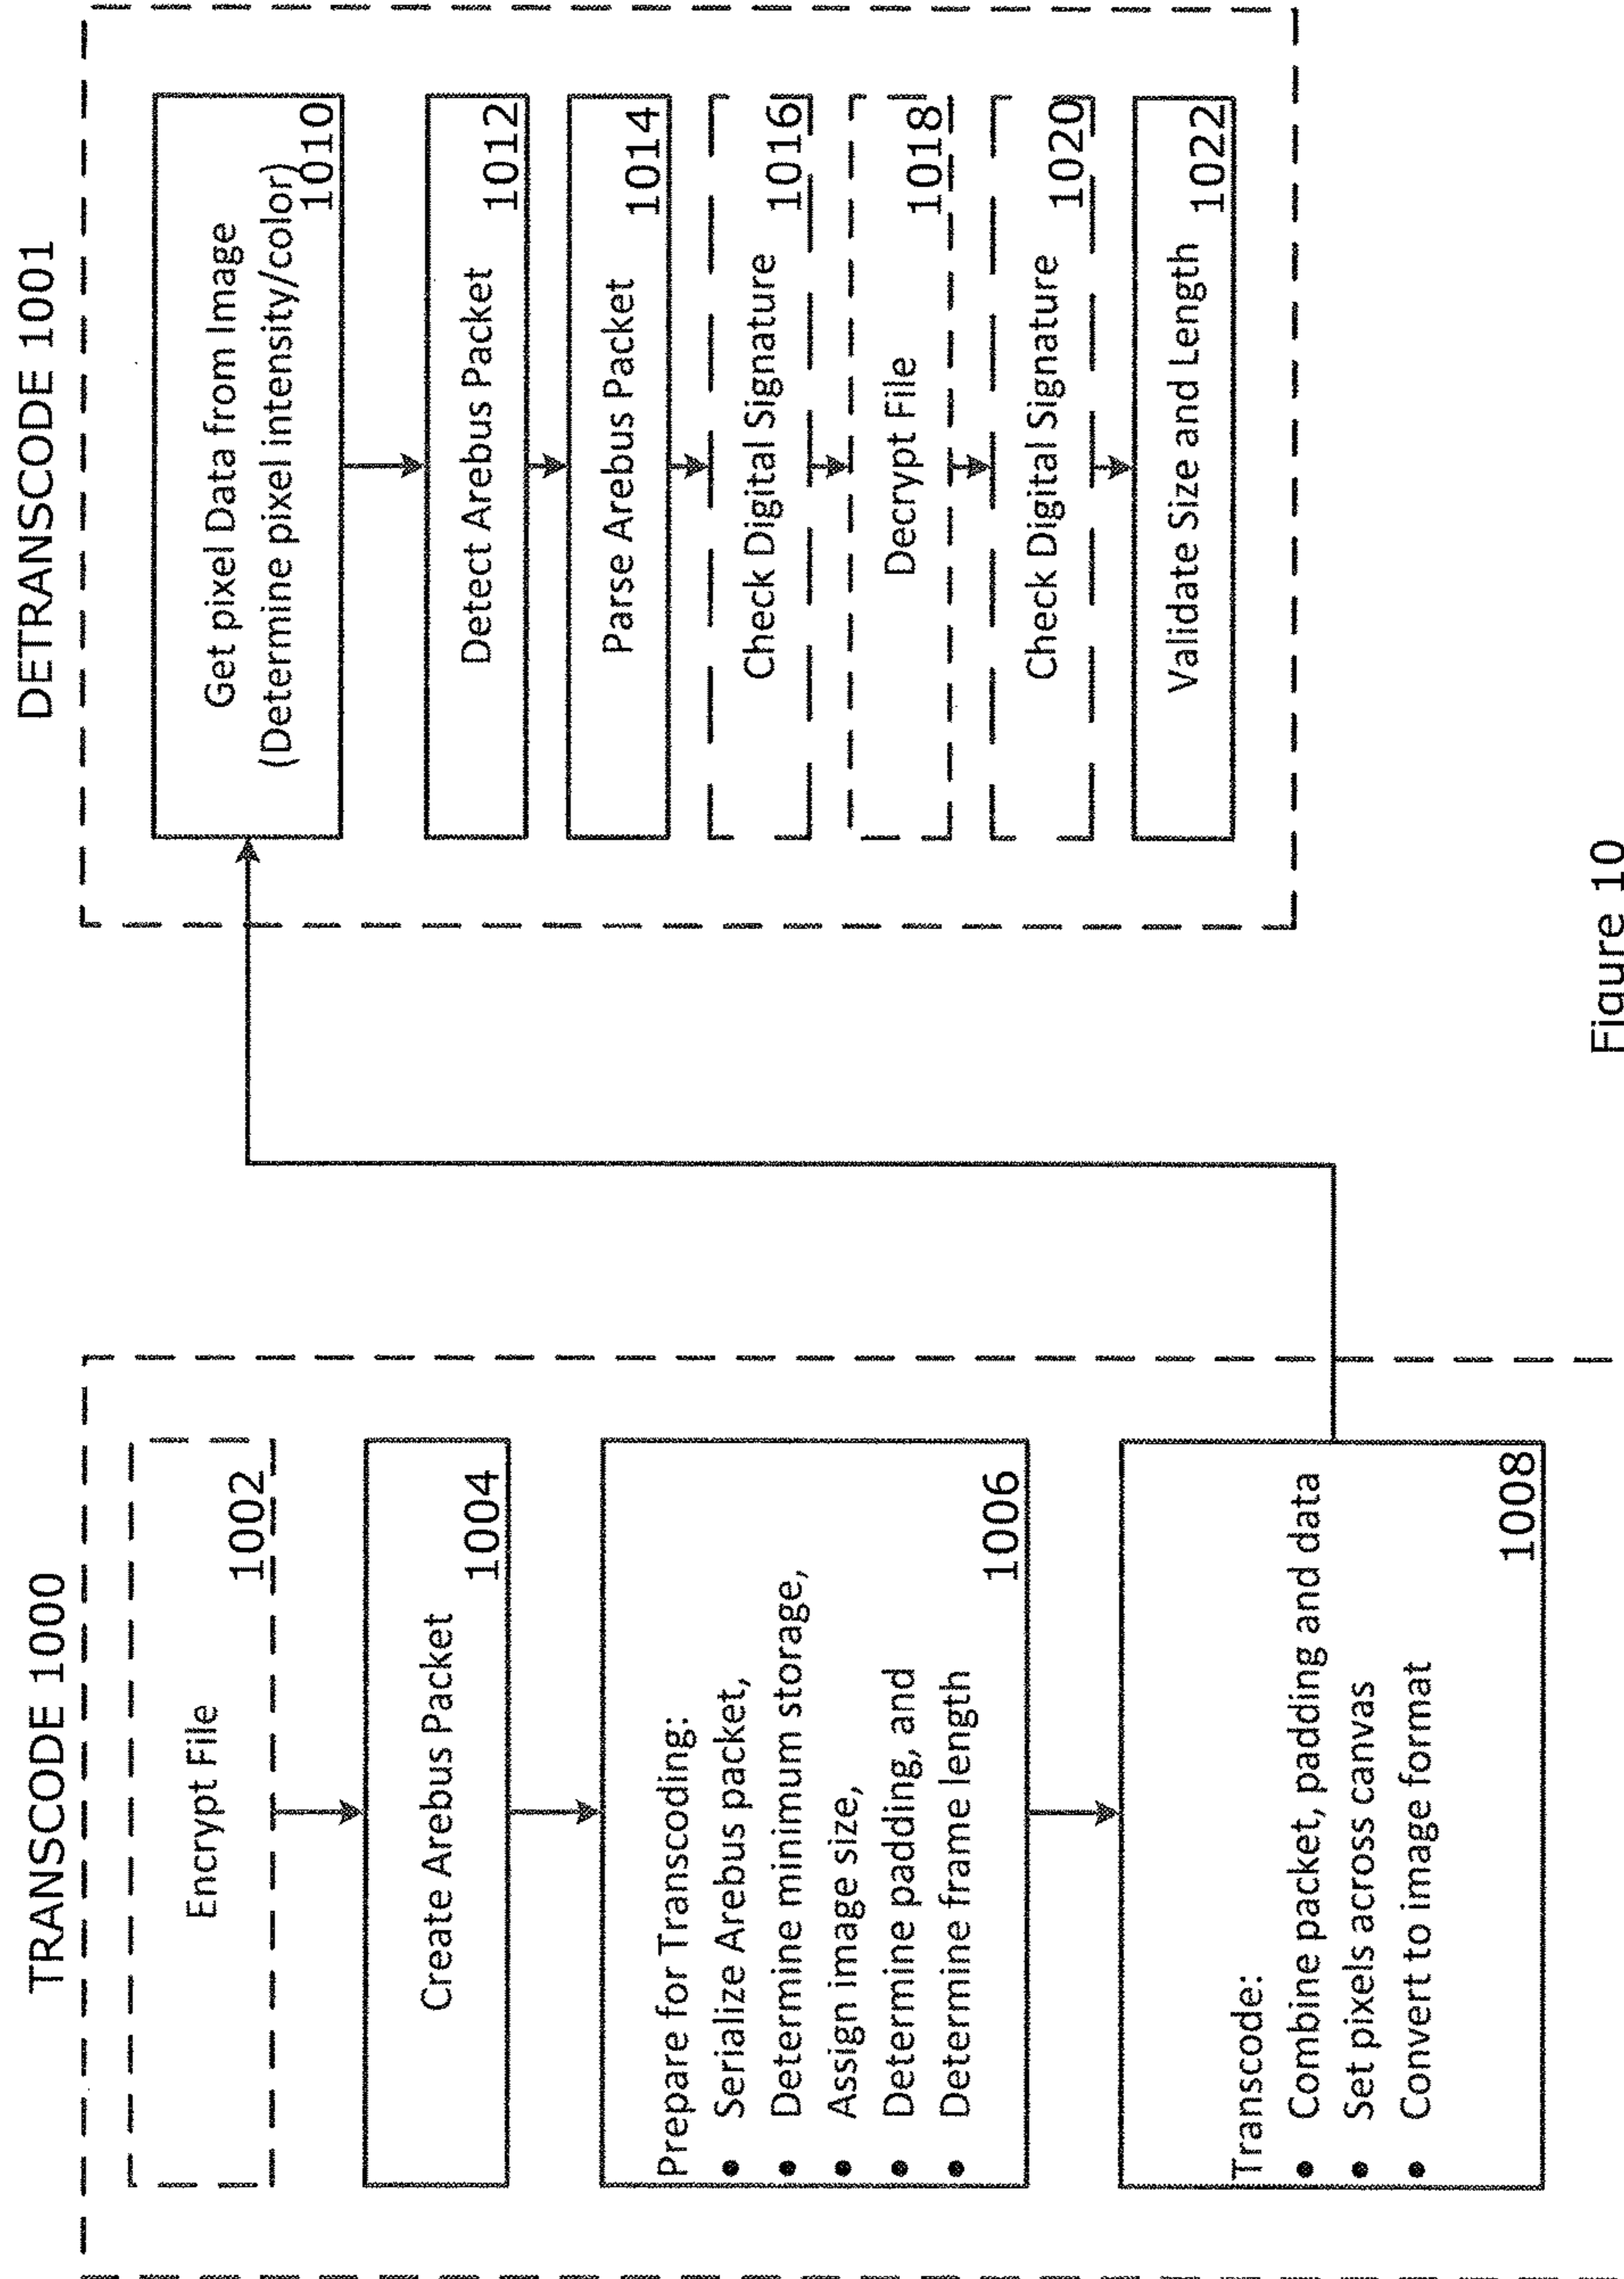 TRANSCODE 1000
Encrypt File
1002
Create Arebus Packet
1004
Prepare for Transcoding:
• Serialize Arebus packet,
• Determine minimum storage,
• Assign image size,
• Determine padding, and
• Determine frame length
1006
Transcode:
• Combine packet, padding and data
• Set pixels across canvas
• Convert to image format
1008
DETRANSCODE 1001
Get pixel Data from Image
(Determine pixel intensity/color)
1010
Detect Arebus Packet
1012
Parse Arebus Packet
1014
Check Digital Signature
1016
Decrypt File
1018
Check Digital Signature
1020
Validate Size and Length
1022
Figure 10